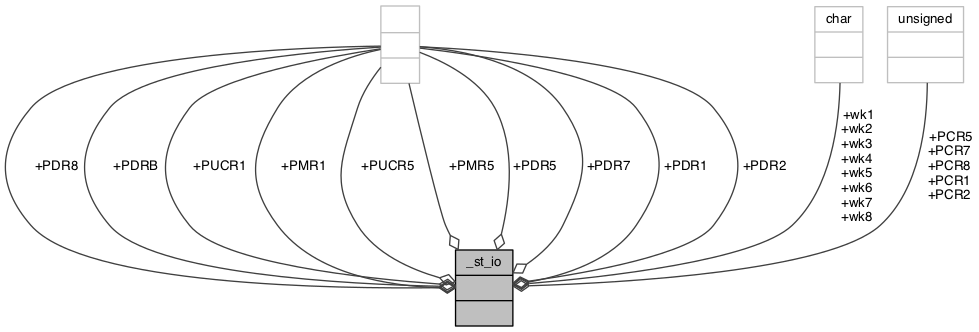 char
unsigned
+wk1
+wk2
+wk3
+wk4
+wk5
+wk6
+wk7
+wk8
+PCR5
+PCR7
+PCR8
+PCR1
+PCR2
+PDR8
+PDRB
+PUCR1
+PMR1
+PUCR5
+PMR5
+PDR5
+PDR7
+PDR1
+PDR2
_st_io